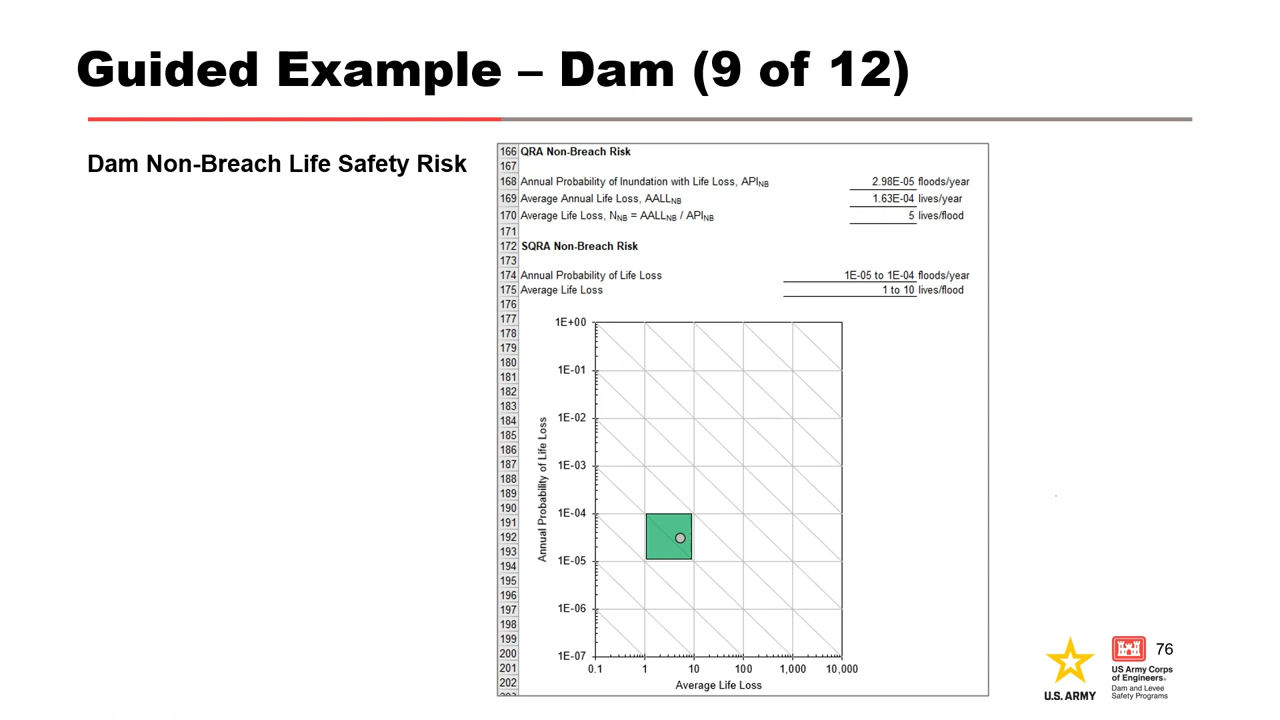 Guided Example – Dam (9 of 12)
Dam Non-Breach Life Safety Risk
166 QRA Non-Breach Risk
167
168 Annual Probability of Inundation with Life Loss, APINB 2.98E-05 floods/year
169 Average Annual Life Loss, AALLNB 1.63E-04 lives/year
170 Average Life Loss, NNB = AALLNB / APINB 5 lives/flood
171
172 SQRA Non-Breach Risk
173
174 Annual Probability of Life Loss 1E-05 to 1E-04 floods/year
175 Average Life Loss 1 to 10 lives/flood
176
177
178
179
180
181
182
183
184
185
186
187
188
189
190
191
192
193
194
195
196
197
198
199
200
201
202
Annual Probability of Life Loss
1E+00
1E-01
1E-02
1E-03
1E-04
1E-05
1E-06
1E-07
0.1 1 10 100 1,000 10,000
Average Life Loss
U.S. ARMY
76
US Army Corps
of Engineers®
Dam and Levee
Safety Programs